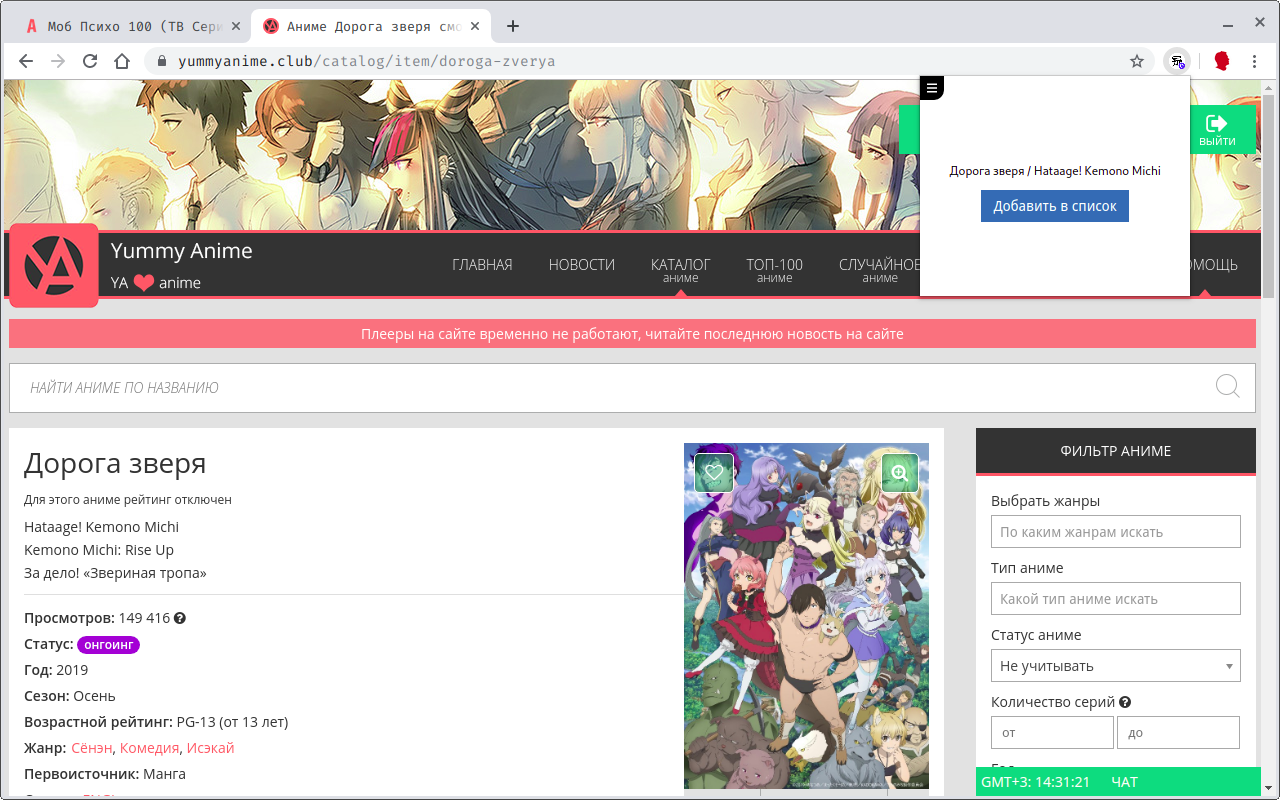 Моб Психо 100 (ТВ Сери
Аниме Дорога зверя смо
yummyanime.club/catalog/item/doroga-zverya
выйти
Дорога зверя / Hataage! Kemono Michi
Добавить в список
YA
Yummy Anime
YA anime
ГЛАВНАЯ
НОВОСТИ
КАТАЛОГ
аниме
ТОП-100
аниме
СЛУЧАЙНОЕ
аниме
ОМОЩЬ
Плееры на сайте временно не работают, читайте последнюю новость на сайте
НАЙТИ АНИМЕ ПО НАЗВАНИЮ
Дорога зверя
Для этого аниме рейтинг отключен
Hataage! Kemono Michi
Kemono Michi: Rise Up
За дело! «Звериная тропа»
Просмотров: 149 416
Статус: онгоинг
Год: 2019
Сезон: Осень
Возрастной рейтинг: PG-13 (от 13 лет)
Жанр: Сёнэн, Комедия, Исэкай
Первоисточник: Манга
ФИЛЬТР АНИМЕ
Выбрать жанры
По каким жанрам искать
Тип аниме
Какой тип аниме искать
Статус аниме
Не учитывать
Количество серий
от
до
GMT+3: 14:31:21 ЧАТ